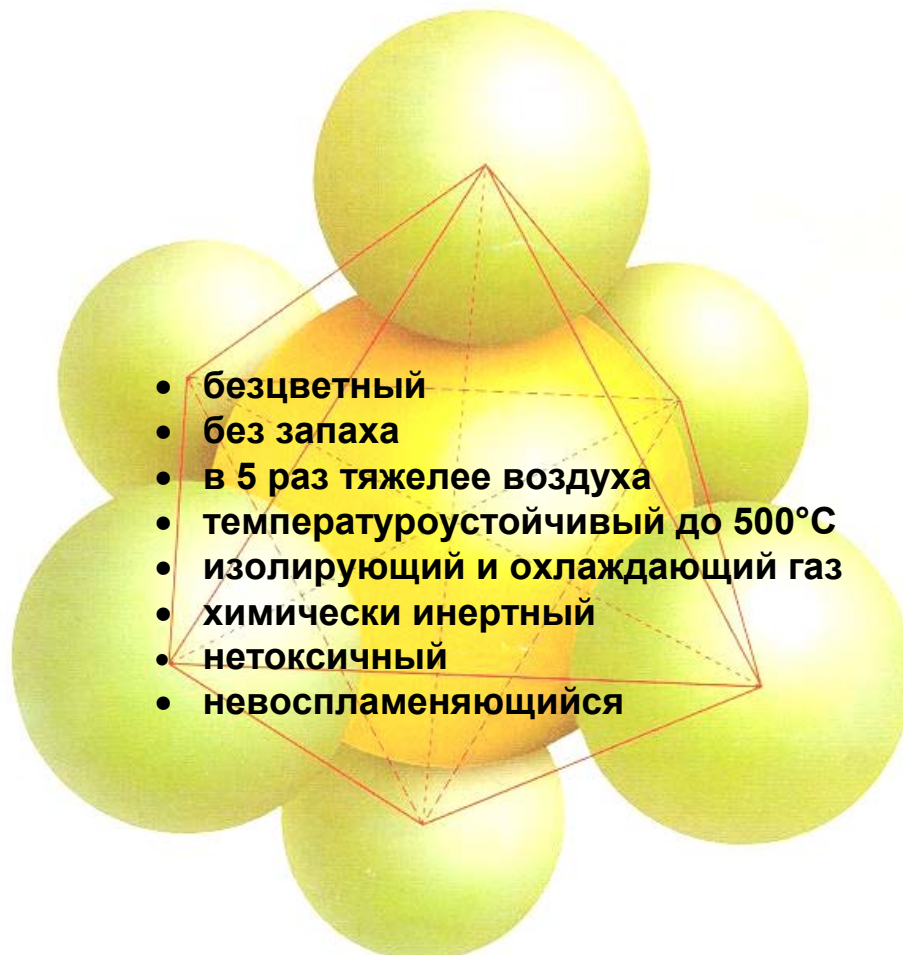 • безцветный
• без запаха
• в 5 раз тяжелее воздуха
• температуроустойчивый до 500°C
• изолирующий и охлаждающий газ
• химически инертный
• нетоксичный
• невоспламеняющийся